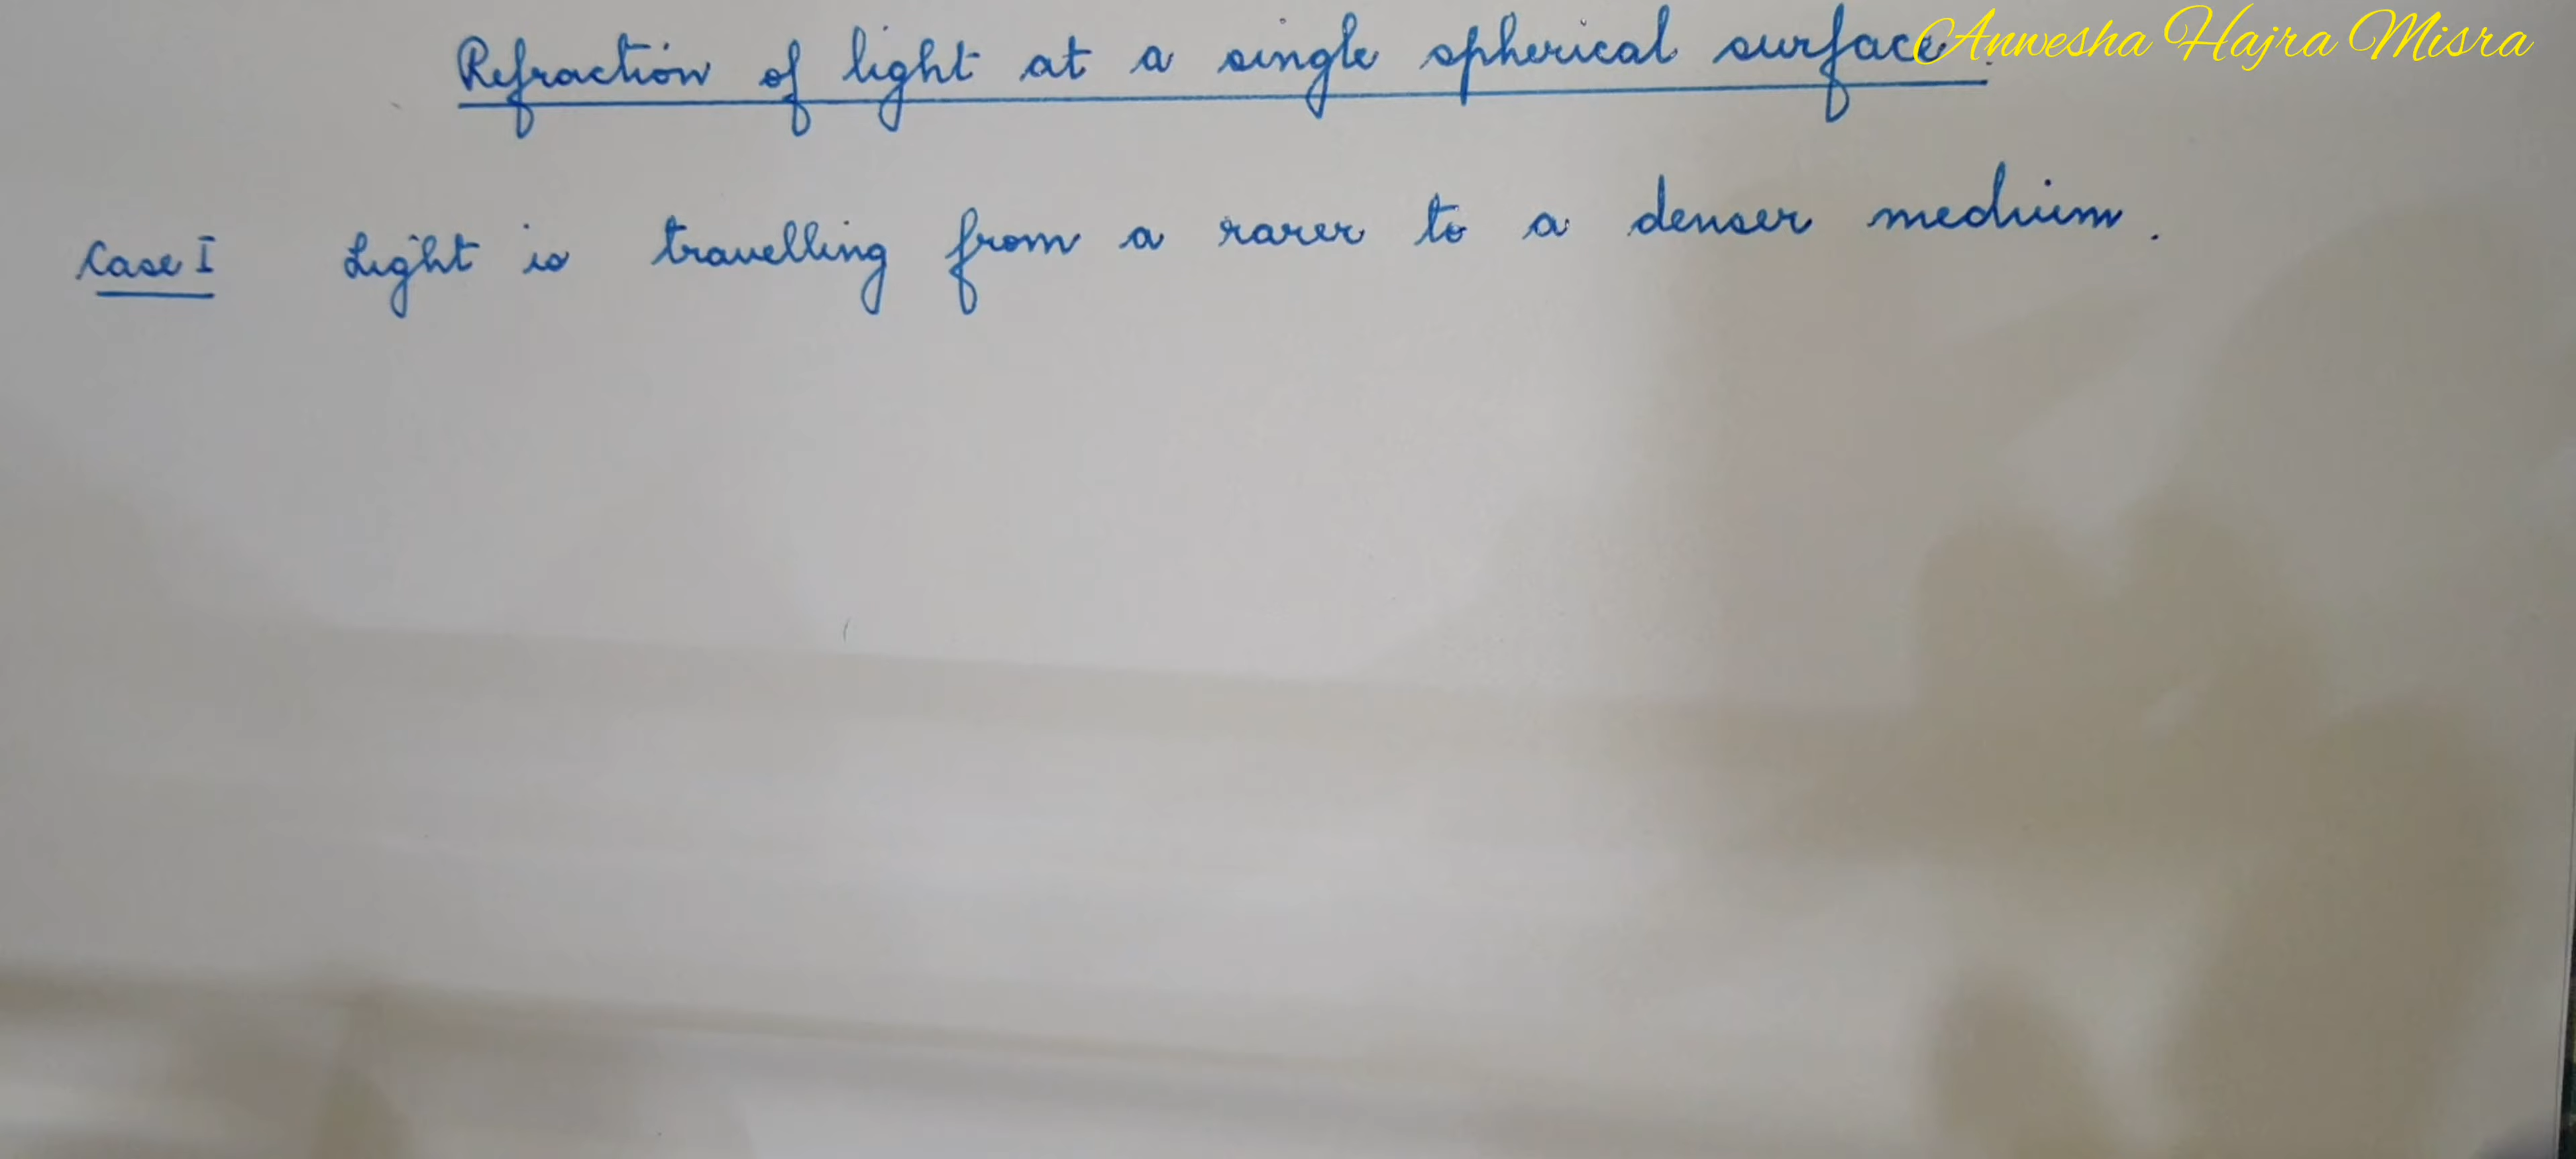 Refraction of light at a single spherical surface.
Anwesha Hajra Misra
Case I Light is travelling from a rarer to a denser medium.